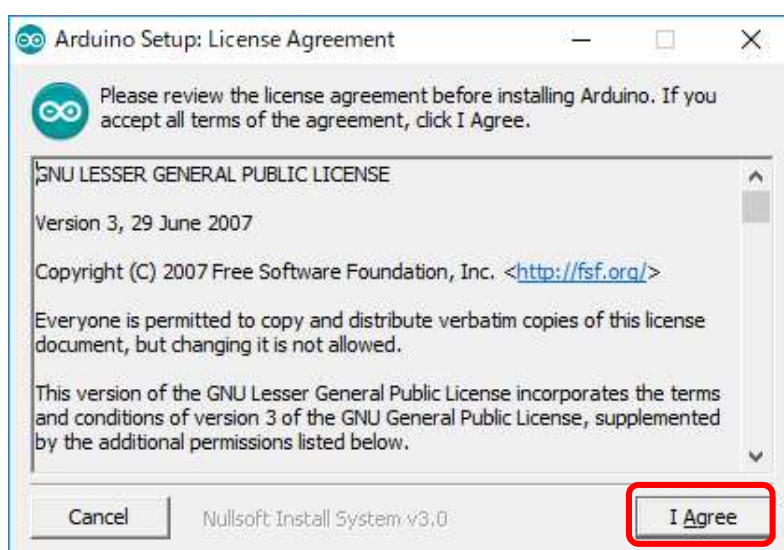 Arduino Setup: License Agreement
Please review the license agreement before installing Arduino. If you
accept all terms of the agreement, click I Agree.
GNU LESSER GENERAL PUBLIC LICENSE
Version 3, 29 June 2007
Copyright (C) 2007 Free Software Foundation, Inc. <http://fsf.org/>
Everyone is permitted to copy and distribute verbatim copies of this license
document, but changing it is not allowed.
This version of the GNU Lesser General Public License incorporates the terms
and conditions of version 3 of the GNU General Public License, supplemented
by the additional permissions listed below.
Cancel
Nullsoft Install System v3.0
I Agree